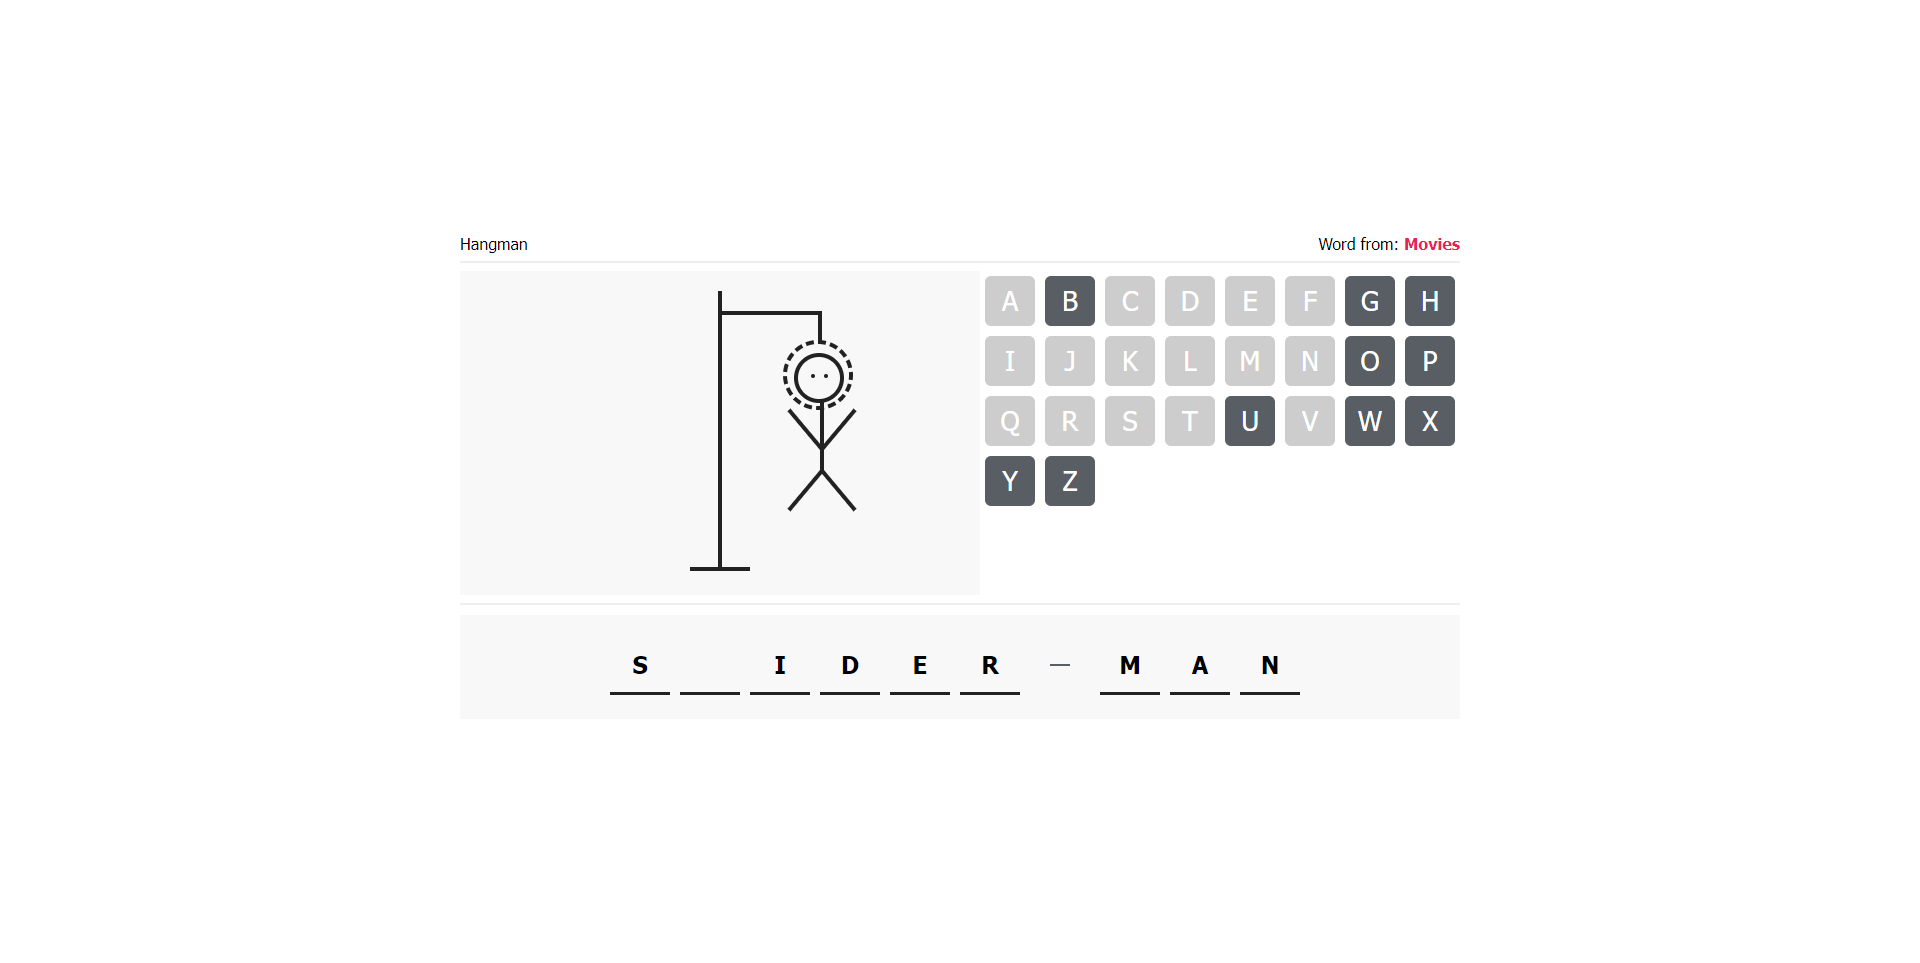 Hangman
Word from: Movies
A B C D E F G H
I J K L M N O P
Q R S T U V W X
Y Z
S _ I D E R - M A N